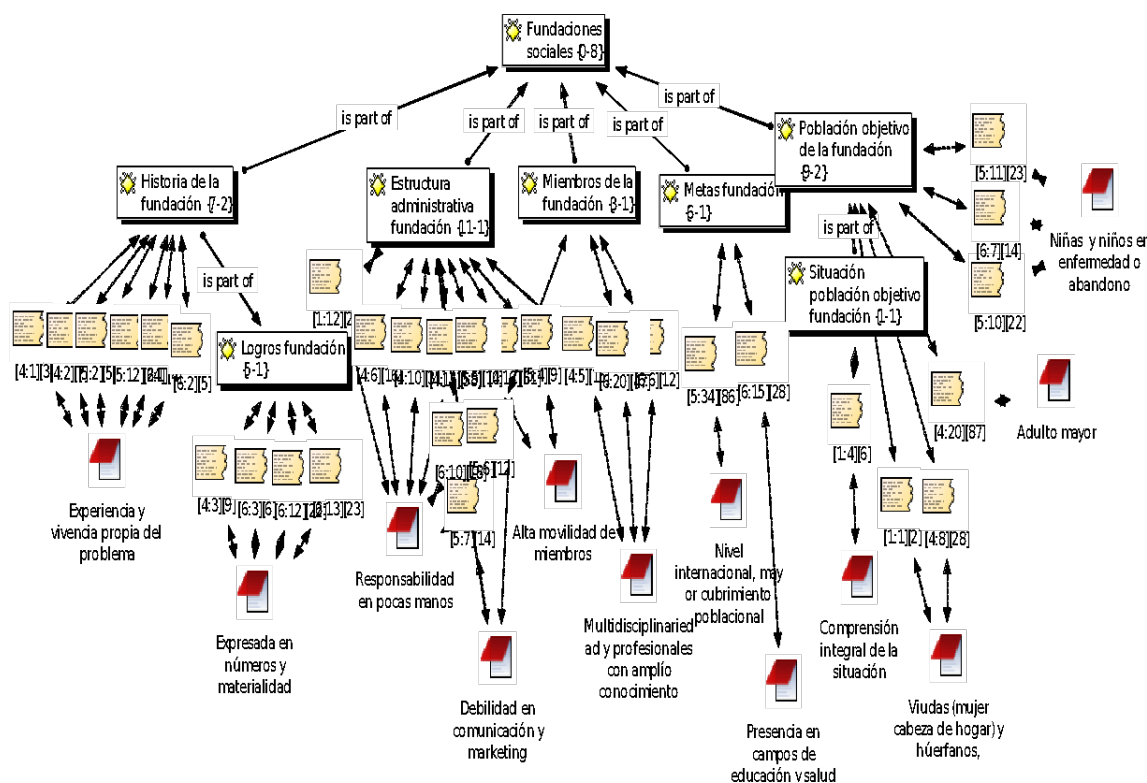 Fundaciones
sociales {0-8}
is part of
is part of
is part of
is part of
is part of
Historia de la
fundación {7-2}
Estructura
administrativa
fundación {11-1}
Miembros de la
fundación {3-1}
Metas fundación
{5-1}
Población objetivo
de la fundación
{9-2}
is part of
is part of
Logros fundación
{5-1}
Situación
población objetivo
fundación {1-1}
[5:11][23]
[6:7][14]
[5:10][22]
Niñas y niños en
enfermedad o
abandono
[4:1][3
[4:2]
[5:12]
[6:2][5]
[1:12][2
[4:6]
[4:10]
[4:9]
[4:5]
[5:34][86]
[6:15][28]
[4:20][87]
Adulto mayor
[1:4][6]
[1:1][2]
[4:8][28]
[4:3][9]
[6:3][6]
[6:12]
[23]
[6:10]
[5:6][12]
[5:7][14]
Experiencia y
vivencia propia del
problema
Expresada en
números y
materialidad
Responsabilidad
en pocas manos
Debilidad en
comunicación y
marketing
Alta movilidad de
miembros
Multidisciplinaried
ad y profesionales
con amplío
conocimiento
Nivel
internacional, may
or cubrimiento
poblacional
Presencia en
campos de
educación y salud
Comprensión
integral de la
situación
Viudas (mujer
cabeza de hogar) y
húerfanos,